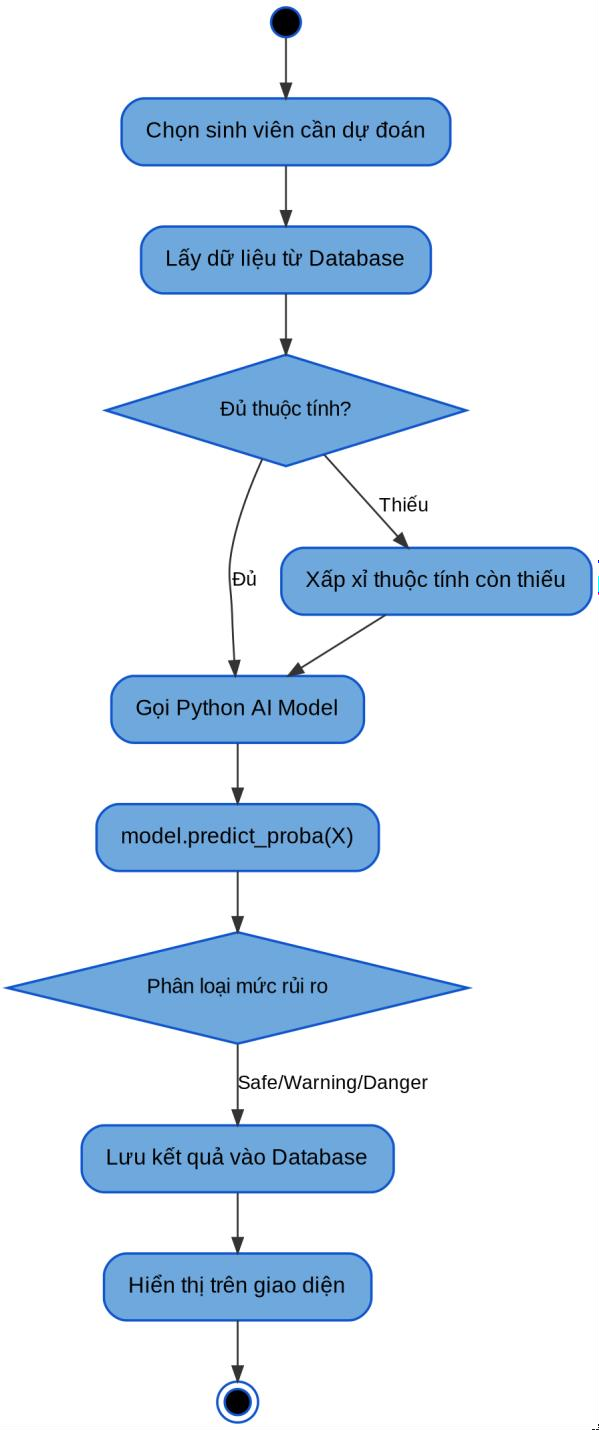 Chọn sinh viên cần dự đoán
Lấy dữ liệu từ Database
Đủ thuộc tính?
Thiếu
Đủ
Xấp xỉ thuộc tính còn thiếu
Gọi Python AI Model
model.predict_proba(X)
Phân loại mức rủi ro
Safe/Warning/Danger
Lưu kết quả vào Database
Hiển thị trên giao diện